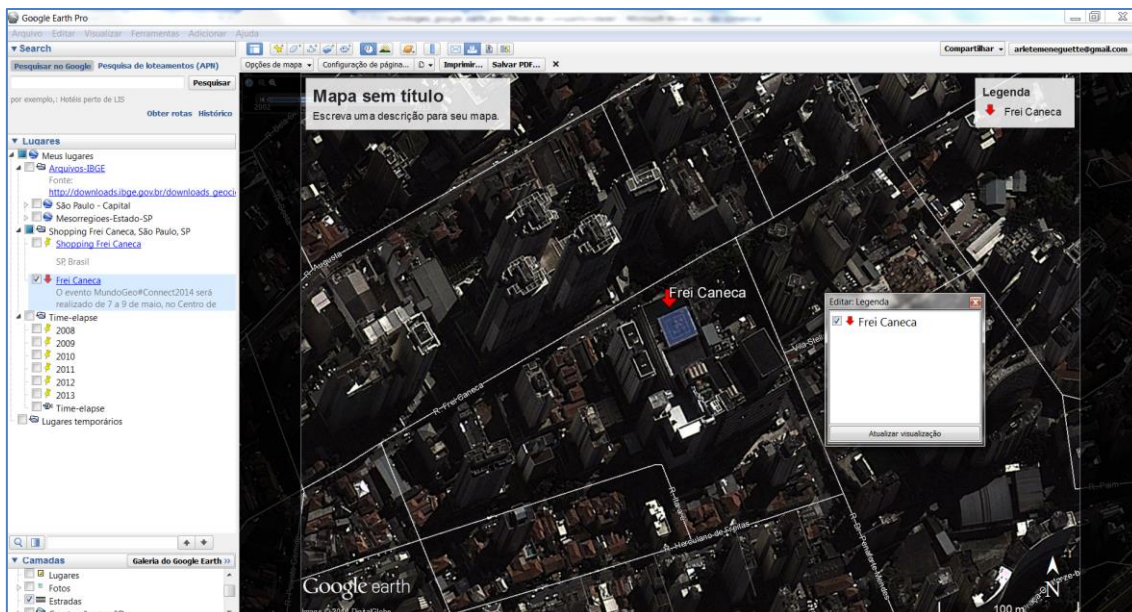 Google Earth Pro
Arquivo Editar Visualizar Ferramentas Adicionar Ajuda
Search
Pesquisar no Google Pesquisa de loteamentos (APN)
Pesquisar
por exemplo,: Hotéis perto de LIS
Obter rotas Histórico
Lugares
Meus lugares
Arquivos-IBGE
Fonte:
http://downloads.ibge.gov.br/downloads_geoci
São Paulo - Capital
Mesorregioes-Estado-SP
Shopping Frei Caneca, São Paulo, SP
Shopping Frei Caneca
SP, Brasil
Frei Caneca
O evento MundoGeo#Connect2014 será
realizado de 7 a 9 de maio, no Centro de
Time-elapse
2008
2009
2010
2011
2012
2013
Time-elapse
Lugares temporários
Camadas
Galeria do Google Earth »
Lugares
Fotos
Estradas
Compartilhar
arletemeneguette@gmail.com
Opções de mapa
Configuração de página...
Imprimir...
Salvar PDF...
2002
Mapa sem título
Escreva uma descrição para seu mapa.
Legenda
Frei Caneca
R. Augusta
Frei Caneca
Editar: Legenda
Frei Caneca
Atualizar visualização
R. Frei Caneca
R. Herculano de Freitas
Google earth
N
100 m